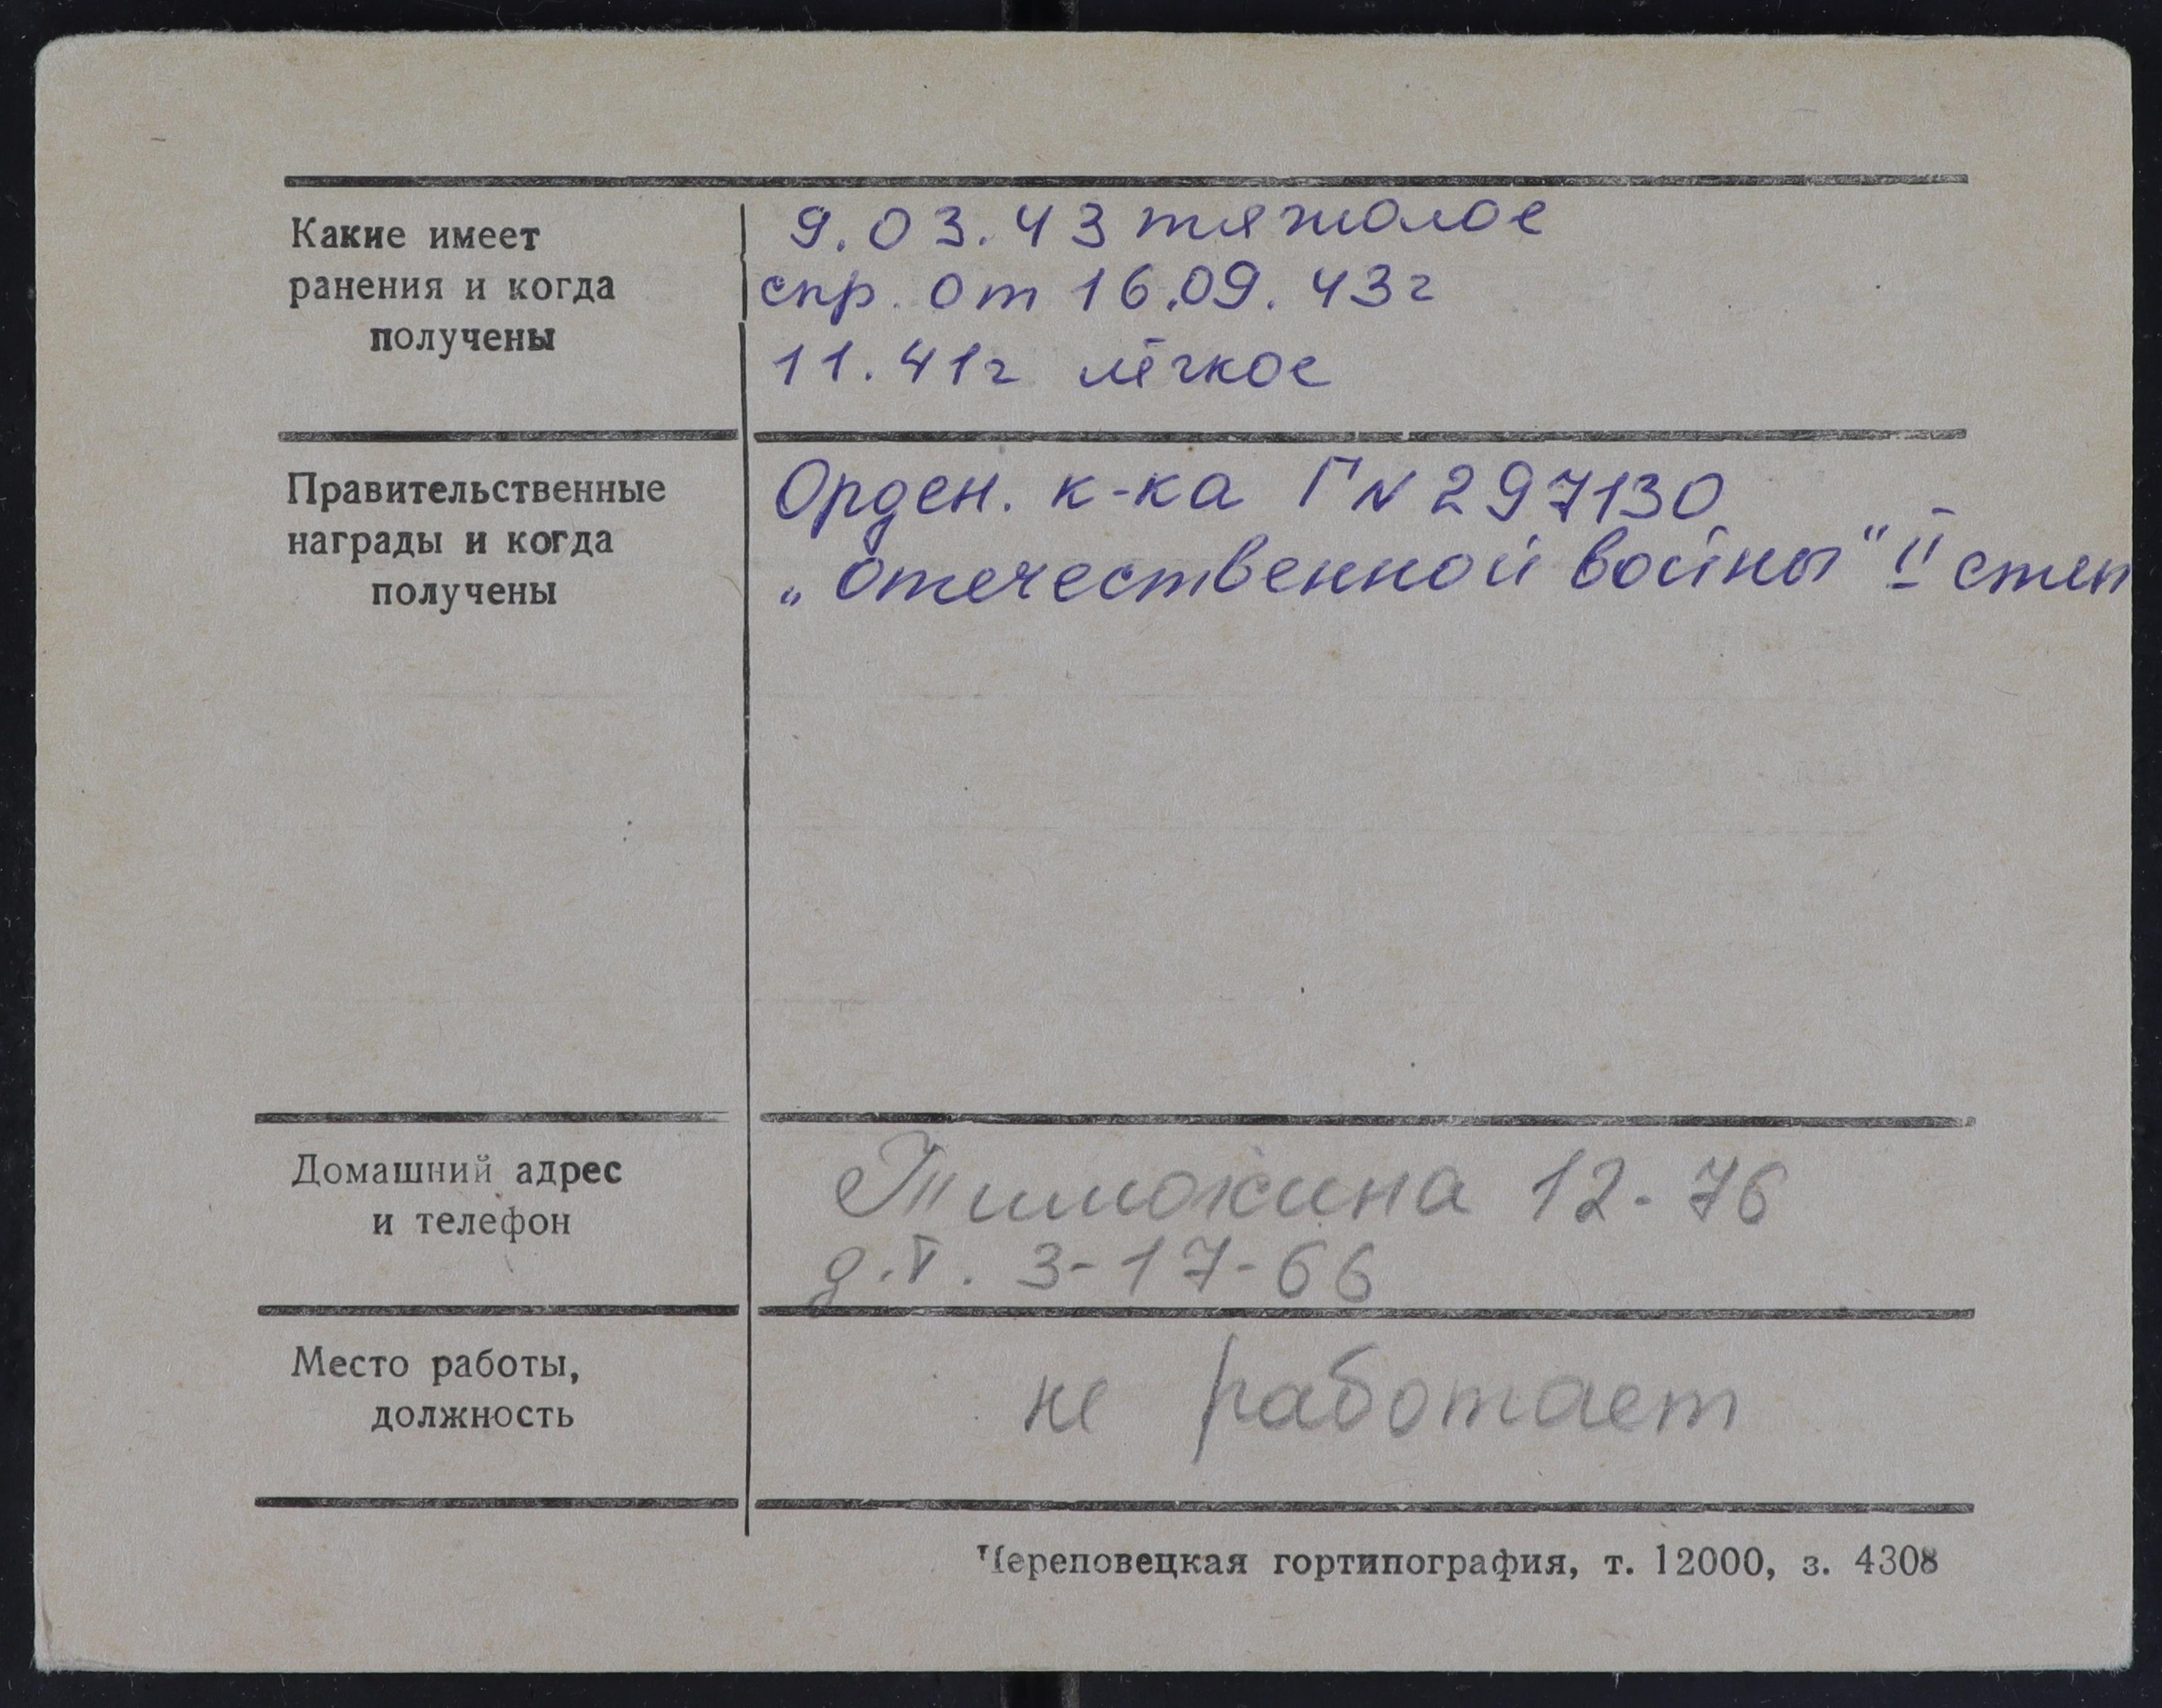 Какие имеет
ранения и когда
получены
9.03.43 тяжолое
спр. от 16.09.43г
11.41г лёгкое
Правительственные
награды и когда
получены
Орден. к-ка Г N 297130
„отечественной войны" II степ
Домашний адрес
и телефон
Тимохина 12-76
д.т. 3-17-66
Место работы,
должность
не работает
Череповецкая гортипография, т. 12000, з. 4308